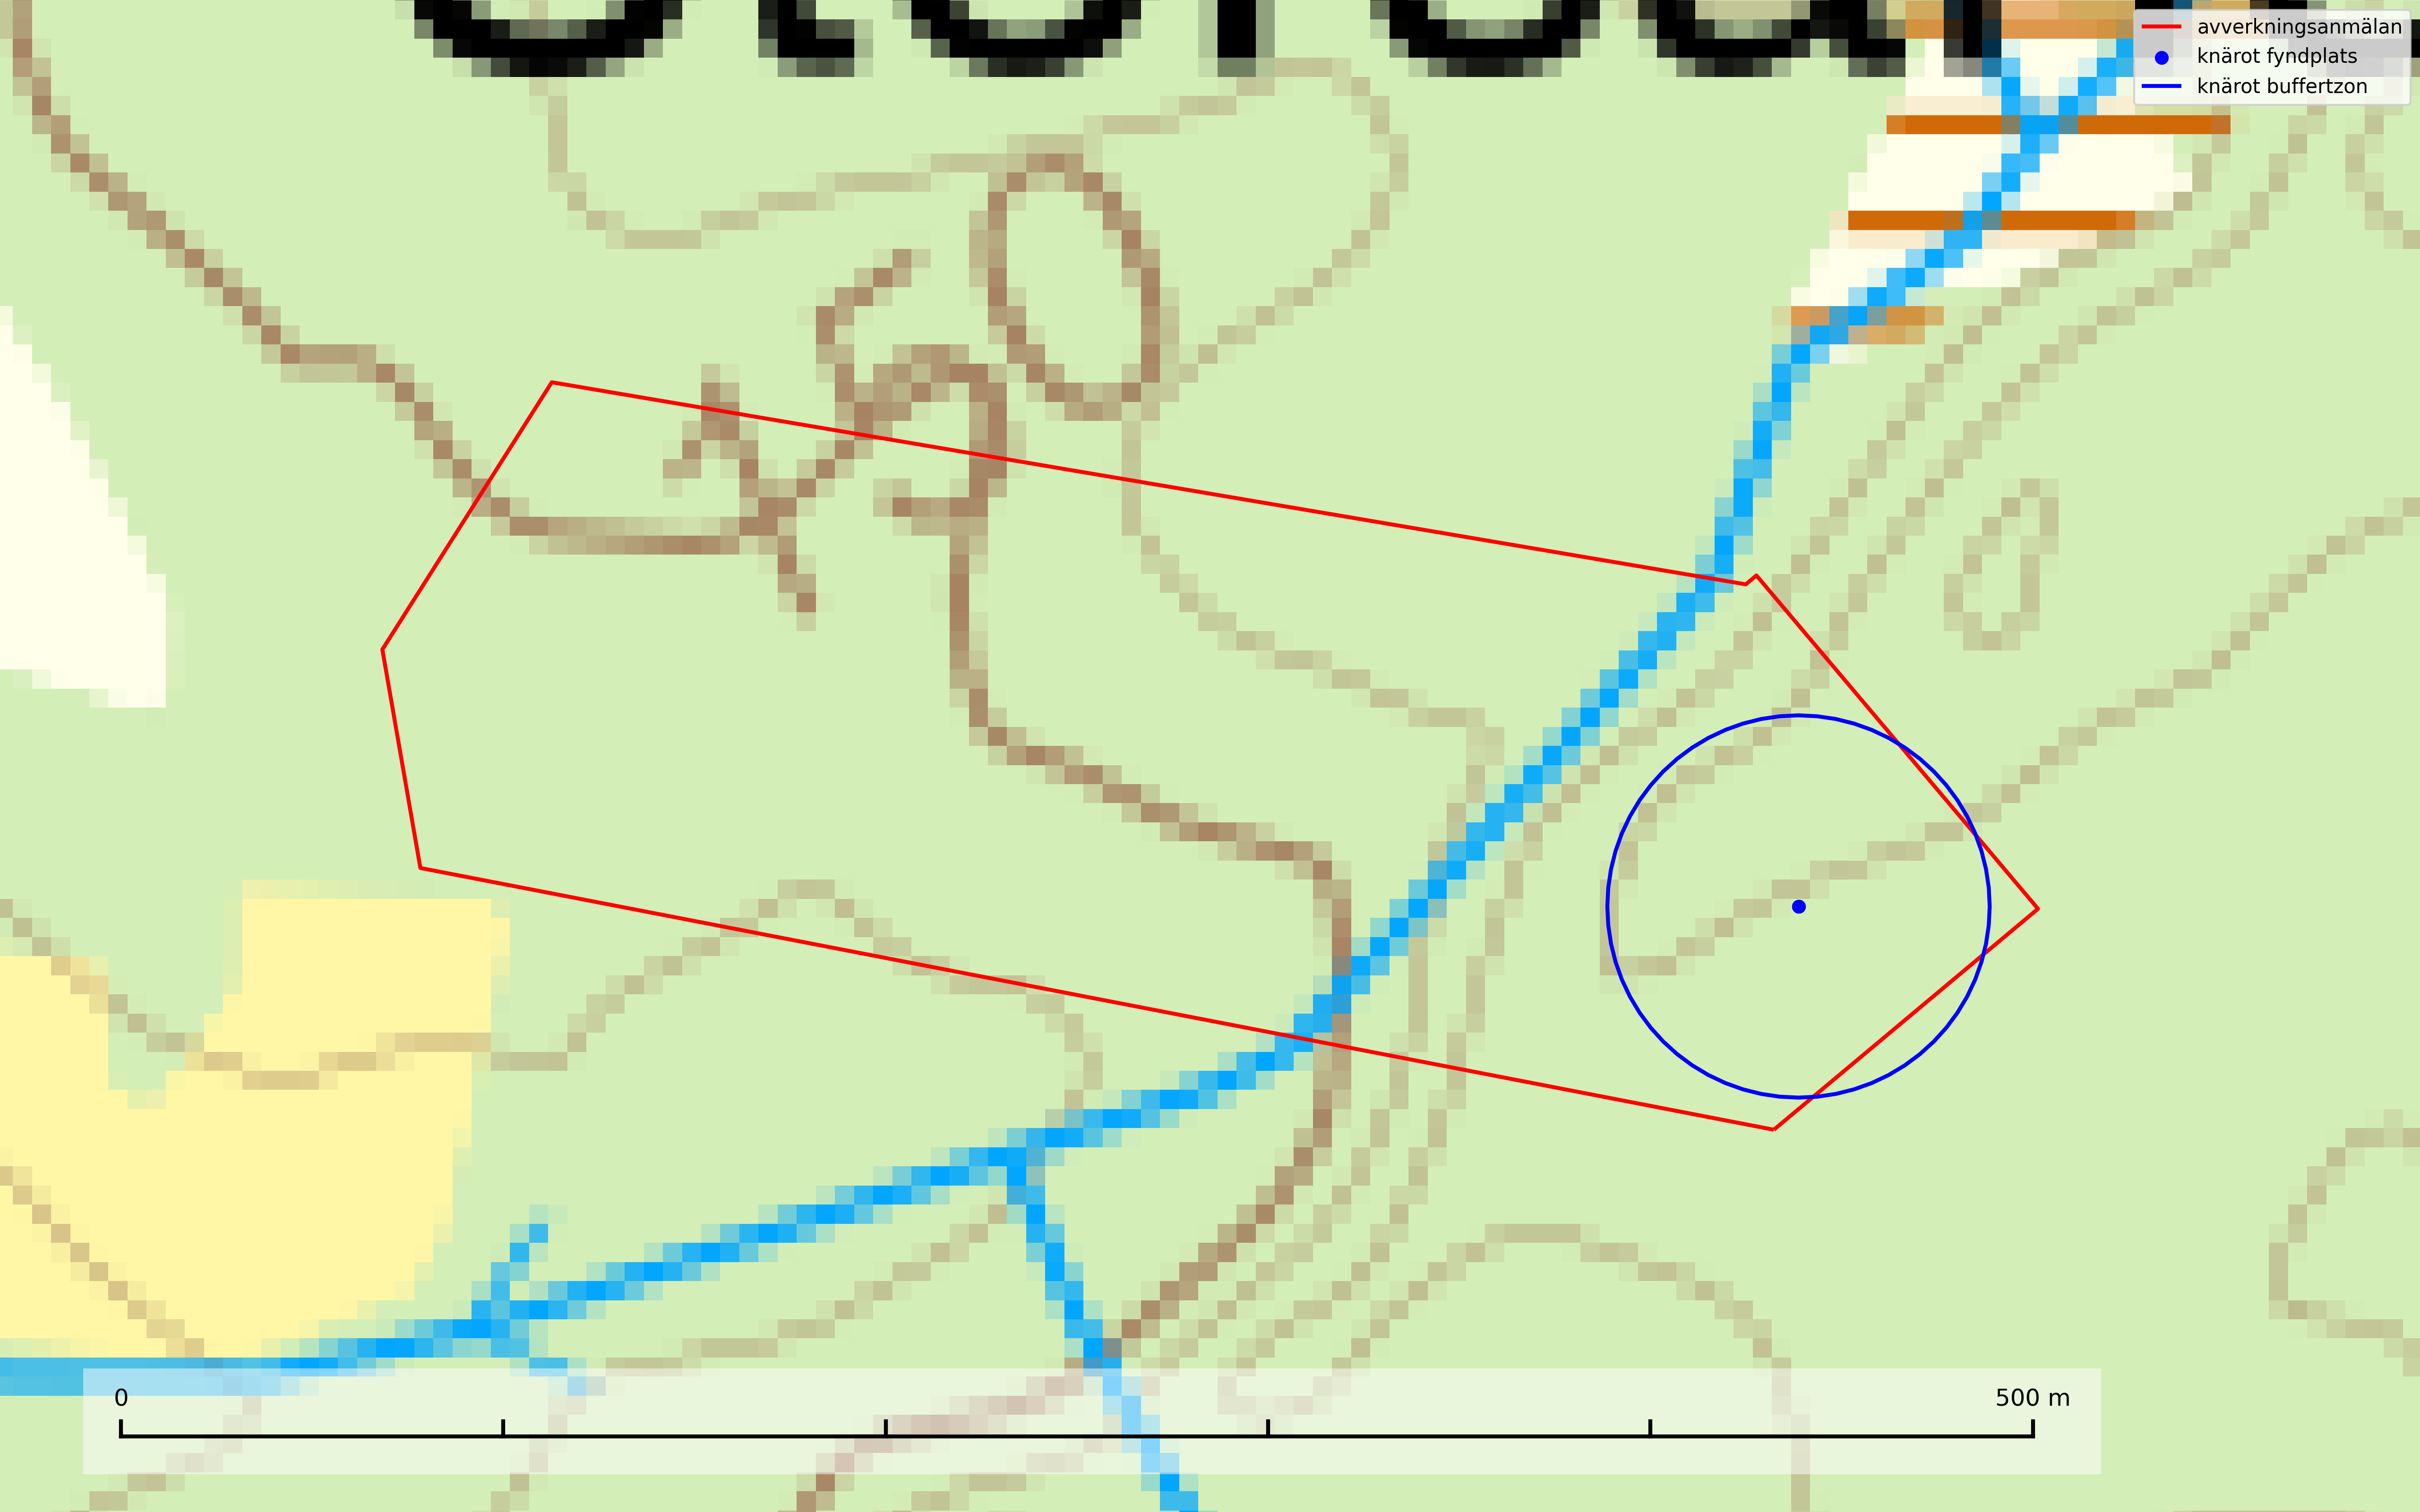 avverkningsanmälan
knärot fyndplats
knärot buffertzon
0
500 m